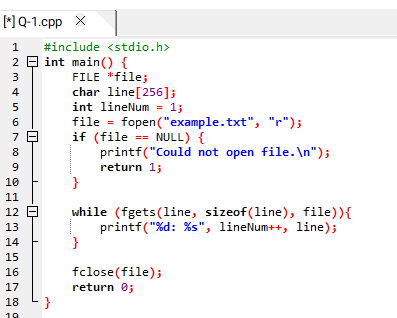 [*] Q-1.cpp ✕
1 #include <stdio.h>
2 int main() {
3 FILE *file;
4 char line[256];
5 int lineNum = 1;
6 file = fopen("example.txt", "r");
7 if (file == NULL) {
8 printf("Could not open file.\n");
9 return 1;
10 }
11
12 while (fgets(line, sizeof(line), file)){
13 printf("%d: %s", lineNum++, line);
14 }
15
16 fclose(file);
17 return 0;
18 }
19